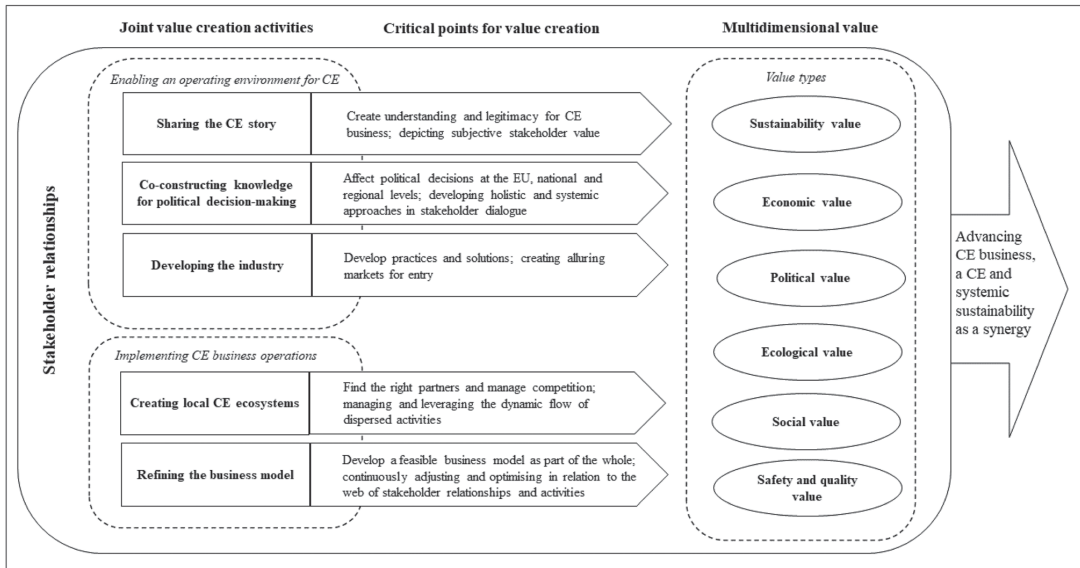 Joint value creation activities
Critical points for value creation
Multidimensional value
Stakeholder relationships
Enabling an operating environment for CE
Sharing the CE story
Create understanding and legitimacy for CE
business; depicting subjective stakeholder value
Co-constructing knowledge
for political decision-making
Affect political decisions at the EU, national and
regional levels; developing holistic and systemic
approaches in stakeholder dialogue
Developing the industry
Develop practices and solutions; creating alluring
markets for entry
Implementing CE business operations
Creating local CE ecosystems
Find the right partners and manage competition;
managing and leveraging the dynamic flow of
dispersed activities
Refining the business model
Develop a feasible business model as part of the whole;
continuously adjusting and optimising in relation to the
web of stakeholder relationships and activities
Value types
Sustainability value
Economic value
Political value
Ecological value
Social value
Safety and quality
value
Advancing
CE business,
a CE and
systemic
sustainability
as a synergy